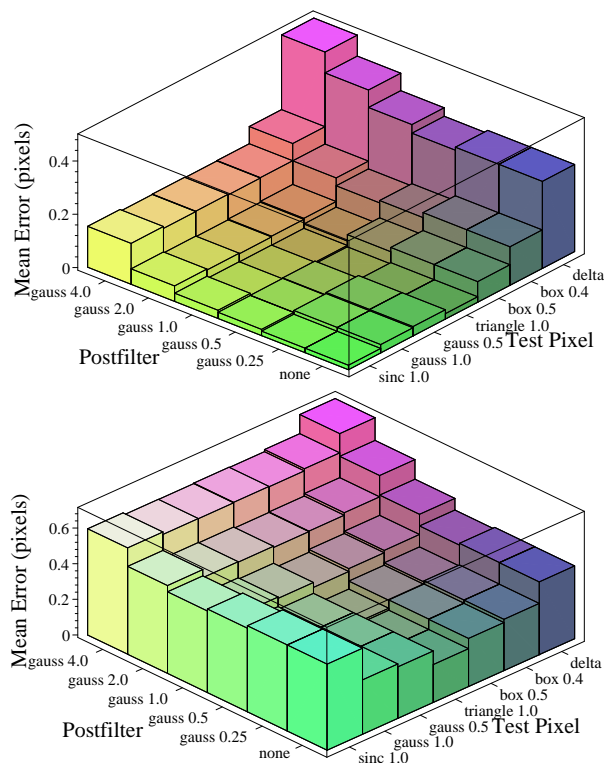 Mean Error (pixels)
0.4
0.2
0
gauss 4.0
gauss 2.0
gauss 1.0
gauss 0.5
gauss 0.25
none
Postfilter
delta
box 0.4
box 0.5
triangle 1.0
gauss 0.5
gauss 1.0
sinc 1.0
Test Pixel
Mean Error (pixels)
0.6
0.4
0.2
0
gauss 4.0
gauss 2.0
gauss 1.0
gauss 0.5
gauss 0.25
none
Postfilter
delta
box 0.4
box 0.5
triangle 1.0
gauss 0.5
gauss 1.0
sinc 1.0
Test Pixel